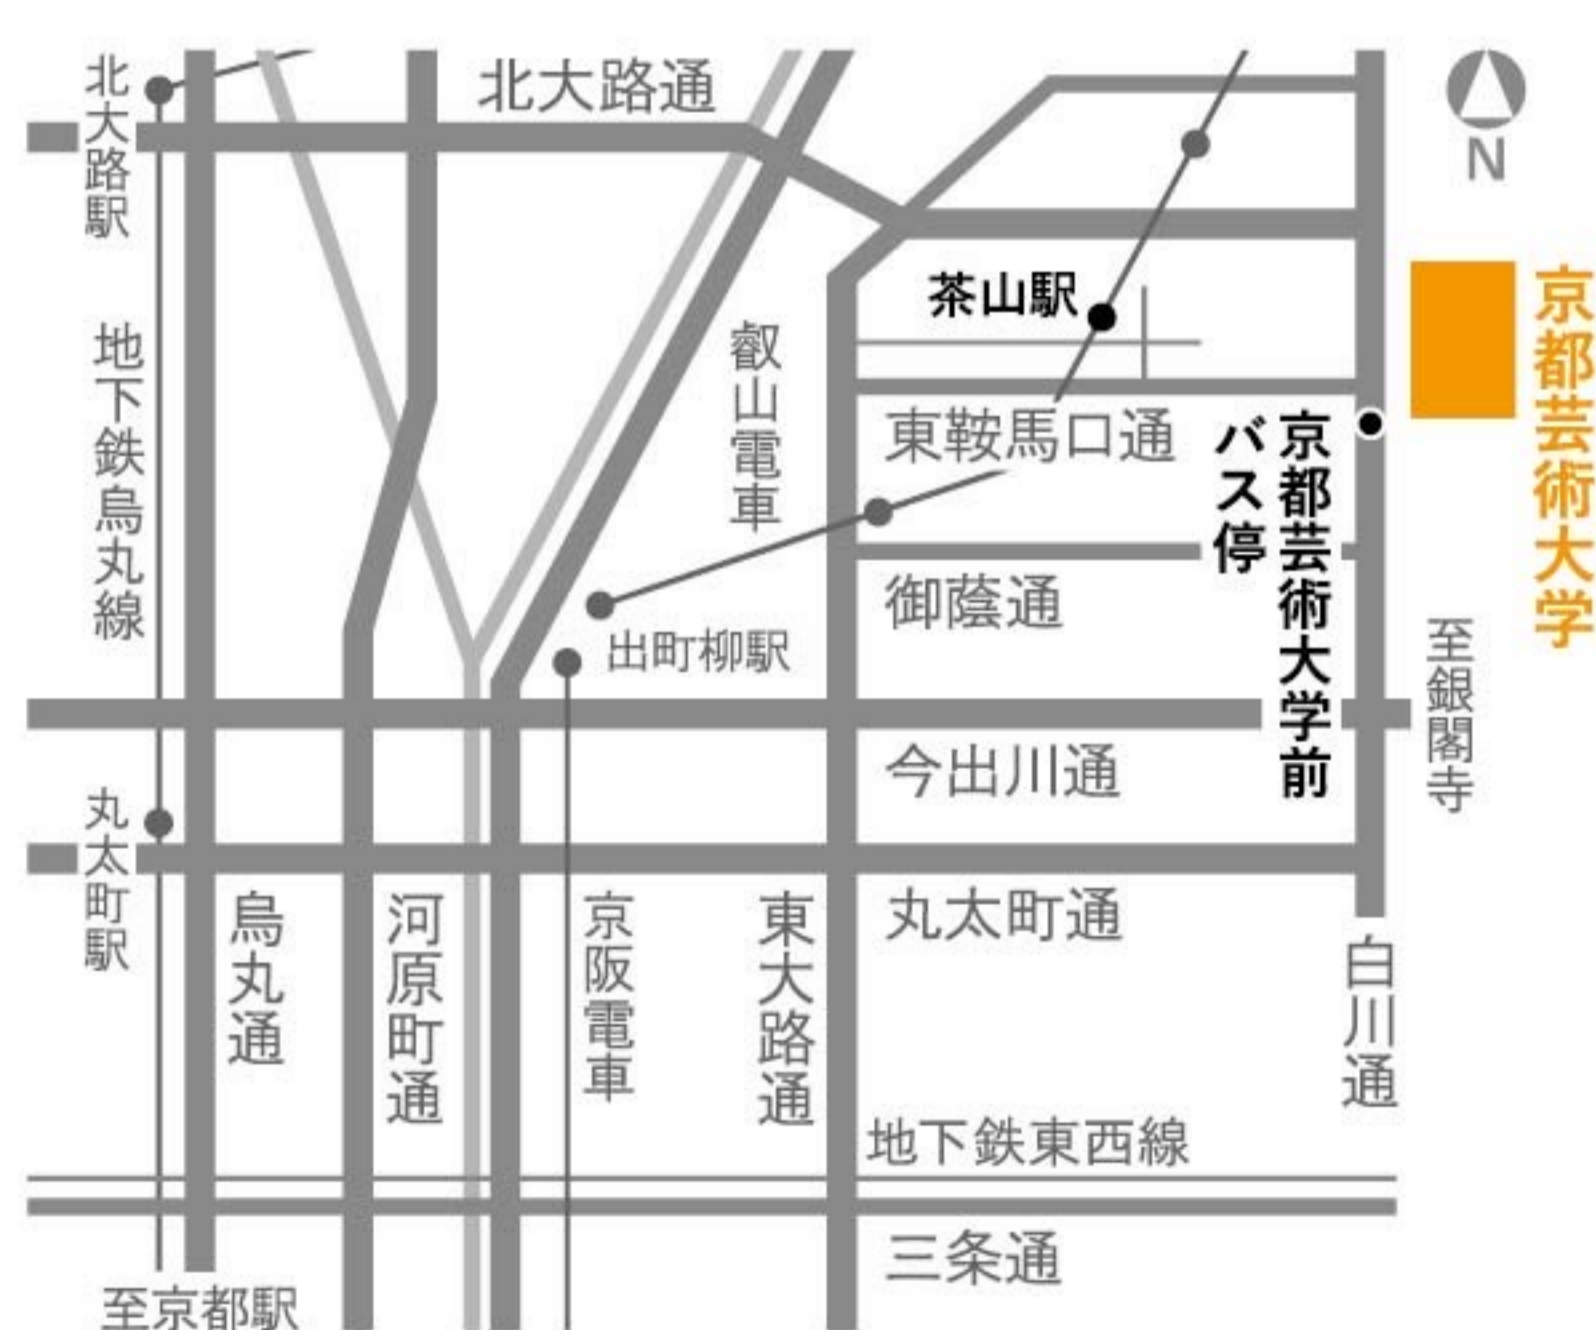 北大路駅
北大路通
N
茶山駅
京都芸術大学
地下鉄烏丸線
叡山電車
東鞍馬口通
京都芸術大学前
バス停
御蔭通
出町柳駅
至銀閣寺
今出川通
丸太町駅
丸太町通
烏丸通
河原町通
京阪電車
東大路通
白川通
地下鉄東西線
三条通
至京都駅